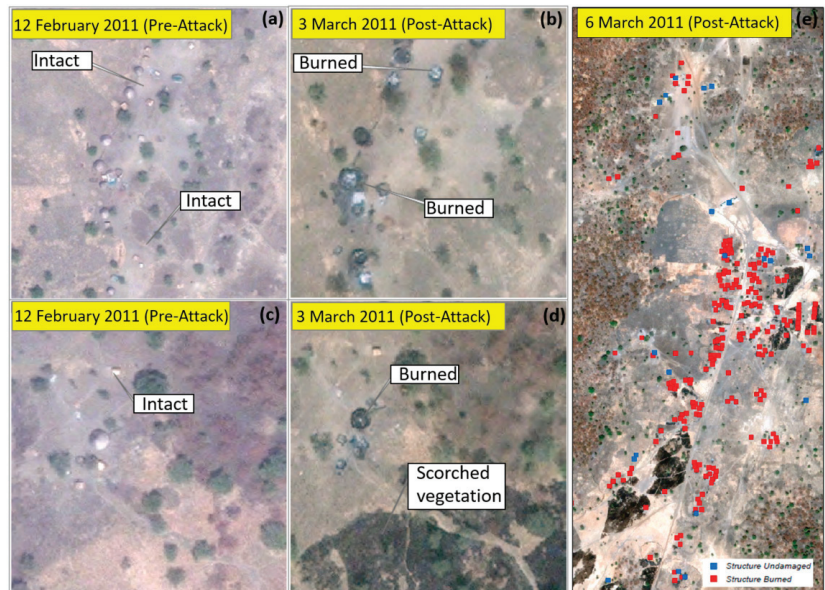 12 February 2011 (Pre-Attack)
(a)
Intact
Intact
3 March 2011 (Post-Attack)
(b)
Burned
Burned
6 March 2011 (Post-Attack)
(e)
12 February 2011 (Pre-Attack)
(c)
Intact
3 March 2011 (Post-Attack)
(d)
Burned
Scorched
vegetation
Structure Undamaged
Structure Burned